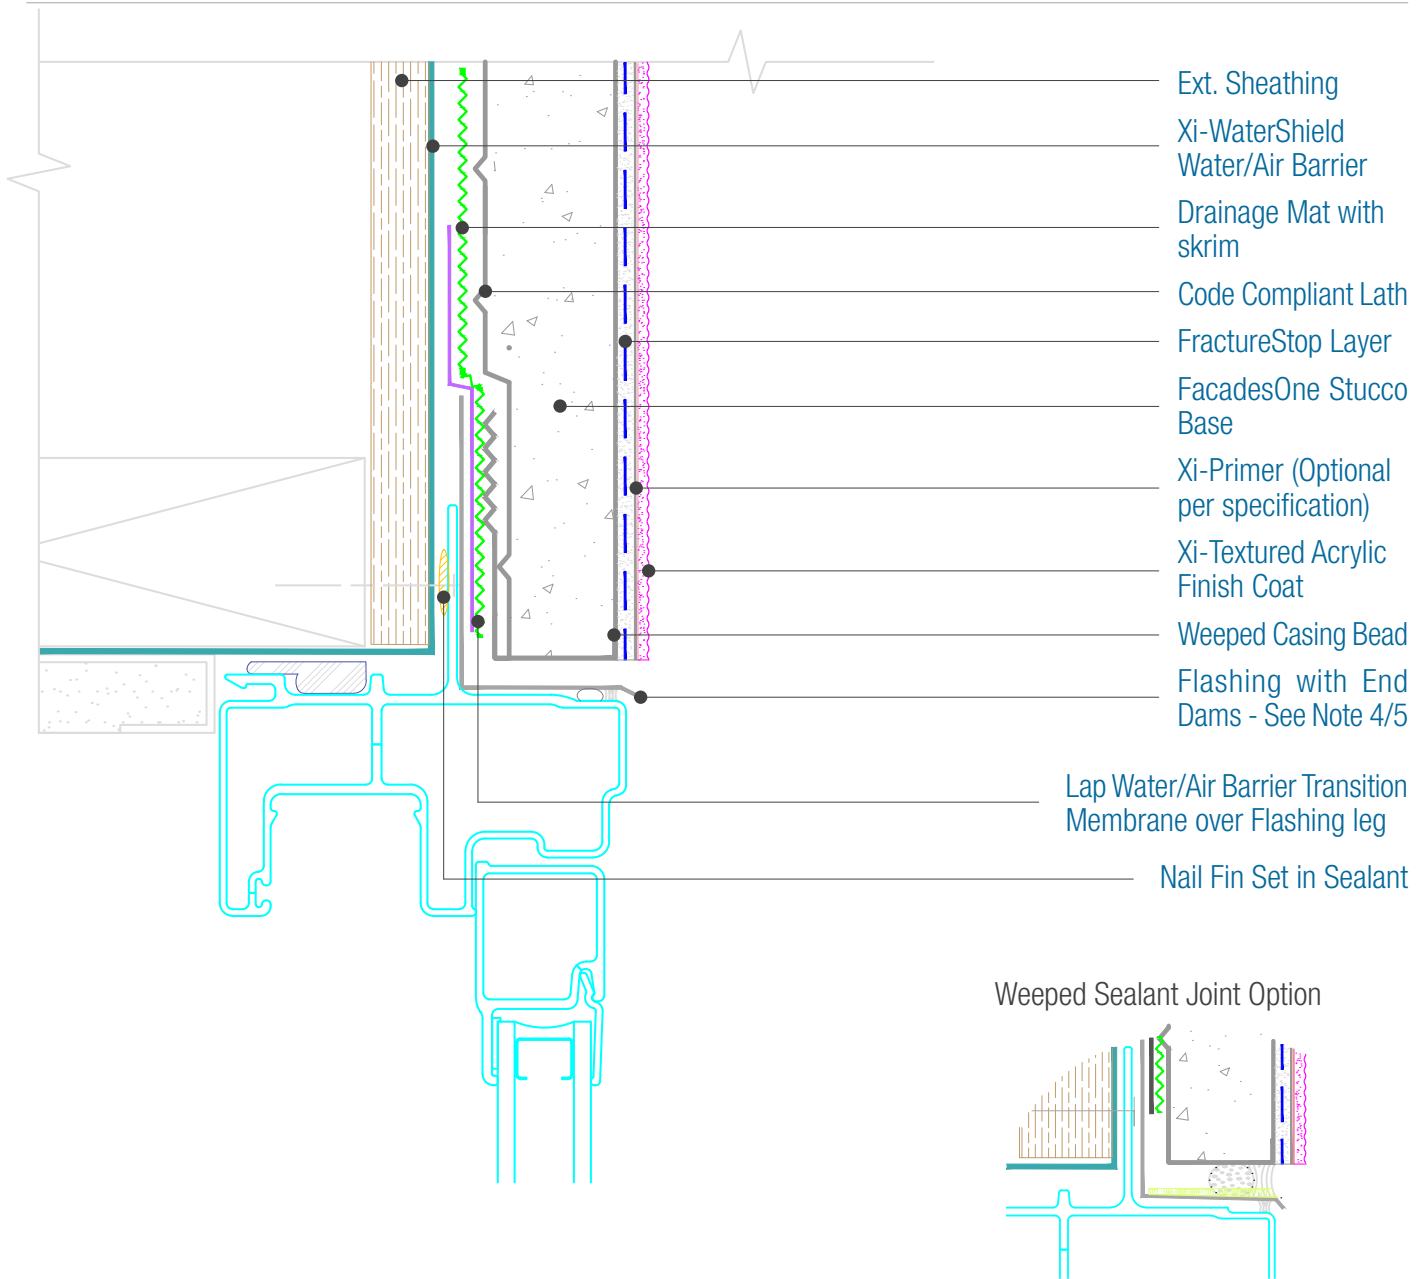 Ext. Sheathing
Xi-WaterShield
Water/Air Barrier
Drainage Mat with
skrim
Code Compliant Lath
FractureStop Layer
FacadesOne Stucco
Base
Xi-Primer (Optional
per specification)
Xi-Textured Acrylic
Finish Coat
Weeped Casing Bead
Flashing with End
Dams - See Note 4/5
Lap Water/Air Barrier Transition
Membrane over Flashing leg
Nail Fin Set in Sealant
Weeped Sealant Joint Option